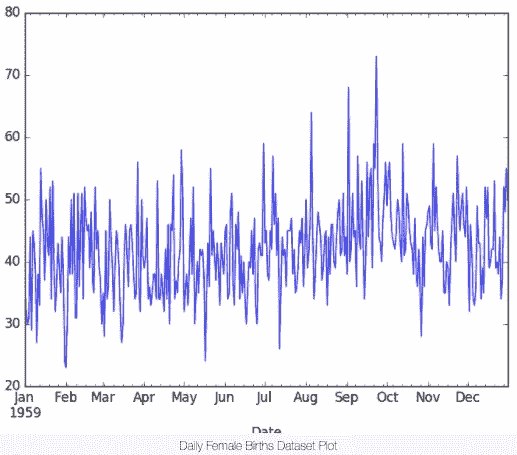 80
70
60
50
40
30
20
Jan Feb Mar Apr May Jun Jul Aug Sep Oct Nov Dec
1959
Date
Daily Female Births Dataset Plot